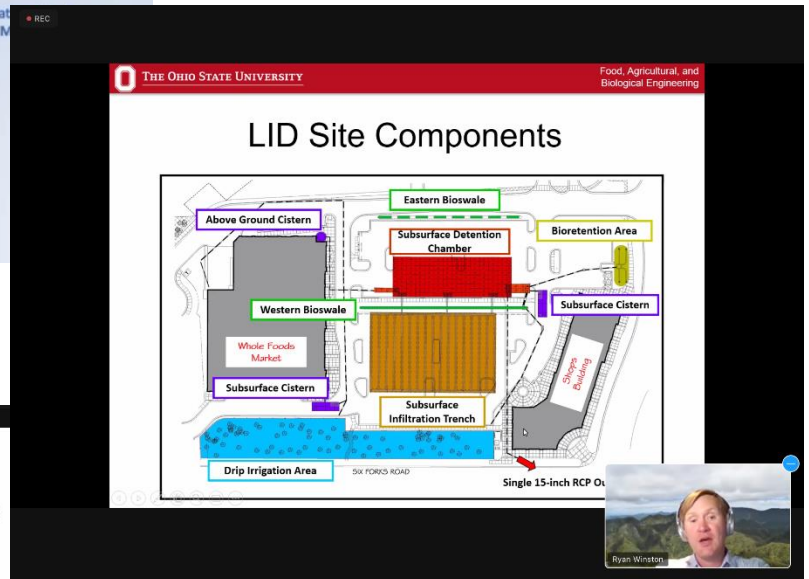 at
M
REC
THE OHIO STATE UNIVERSITY
Food, Agricultural, and
Biological Engineering
LID Site Components
Eastern Bioswale
Above Ground Cistern
Bioretention Area
Subsurface Detention
Chamber
Western Bioswale
Subsurface Cistern
Whole Foods
Market
Shops
Building
Subsurface Cistern
Subsurface
Infiltration Trench
Drip Irrigation Area
SIX FORKS ROAD
Single 15-inch RCP Ou
Ryan Winston